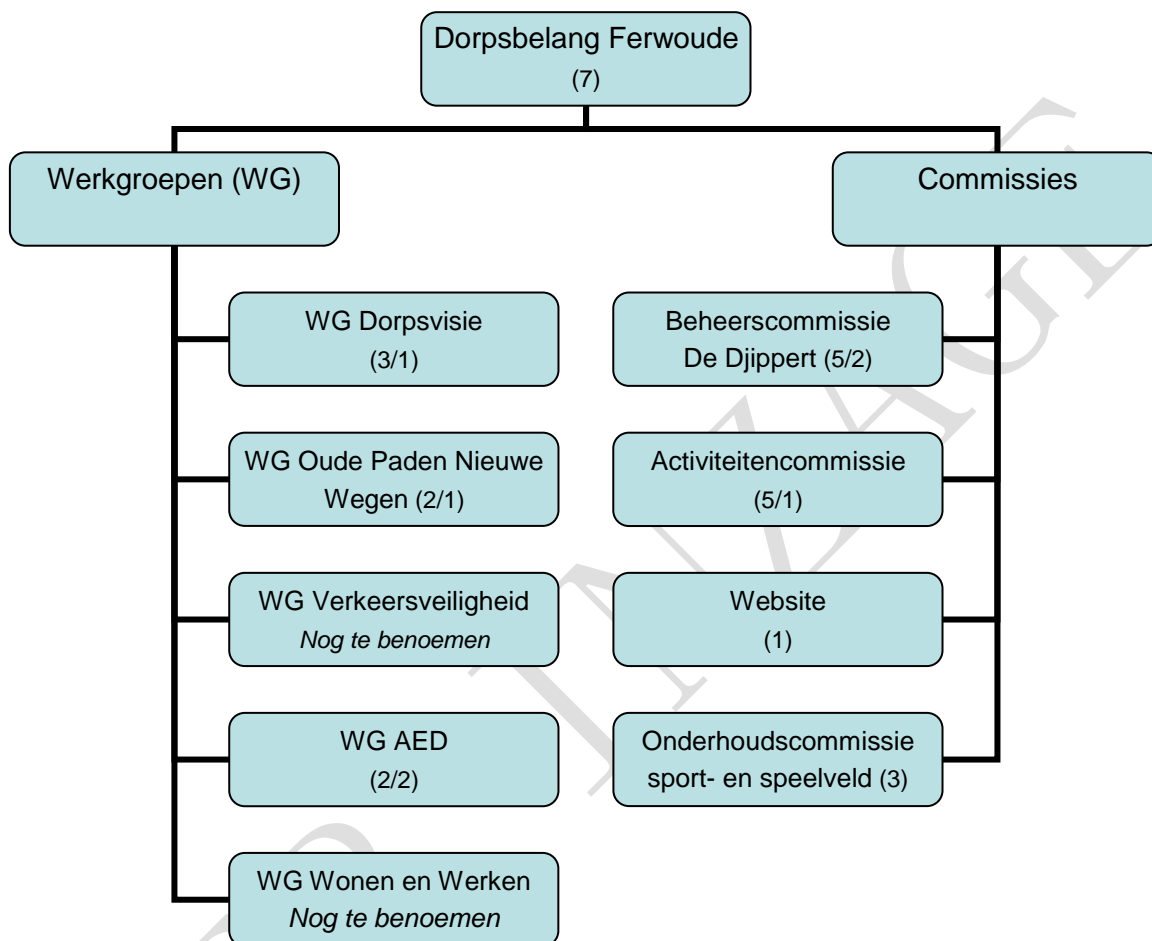 Dorpsbelang Ferwoude
(7)
Werkgroepen (WG)
Commissies
WG Dorpsvisie
(3/1)
WG Oude Paden Nieuwe
Wegen (2/1)
WG Verkeersveiligheid
Nog te benoemen
WG AED
(2/2)
WG Wonen en Werken
Nog te benoemen
Beheerscommissie
De Djippert (5/2)
Activiteitencommissie
(5/1)
Website
(1)
Onderhoudscommissie
sport- en speelveld (3)
INZAGE